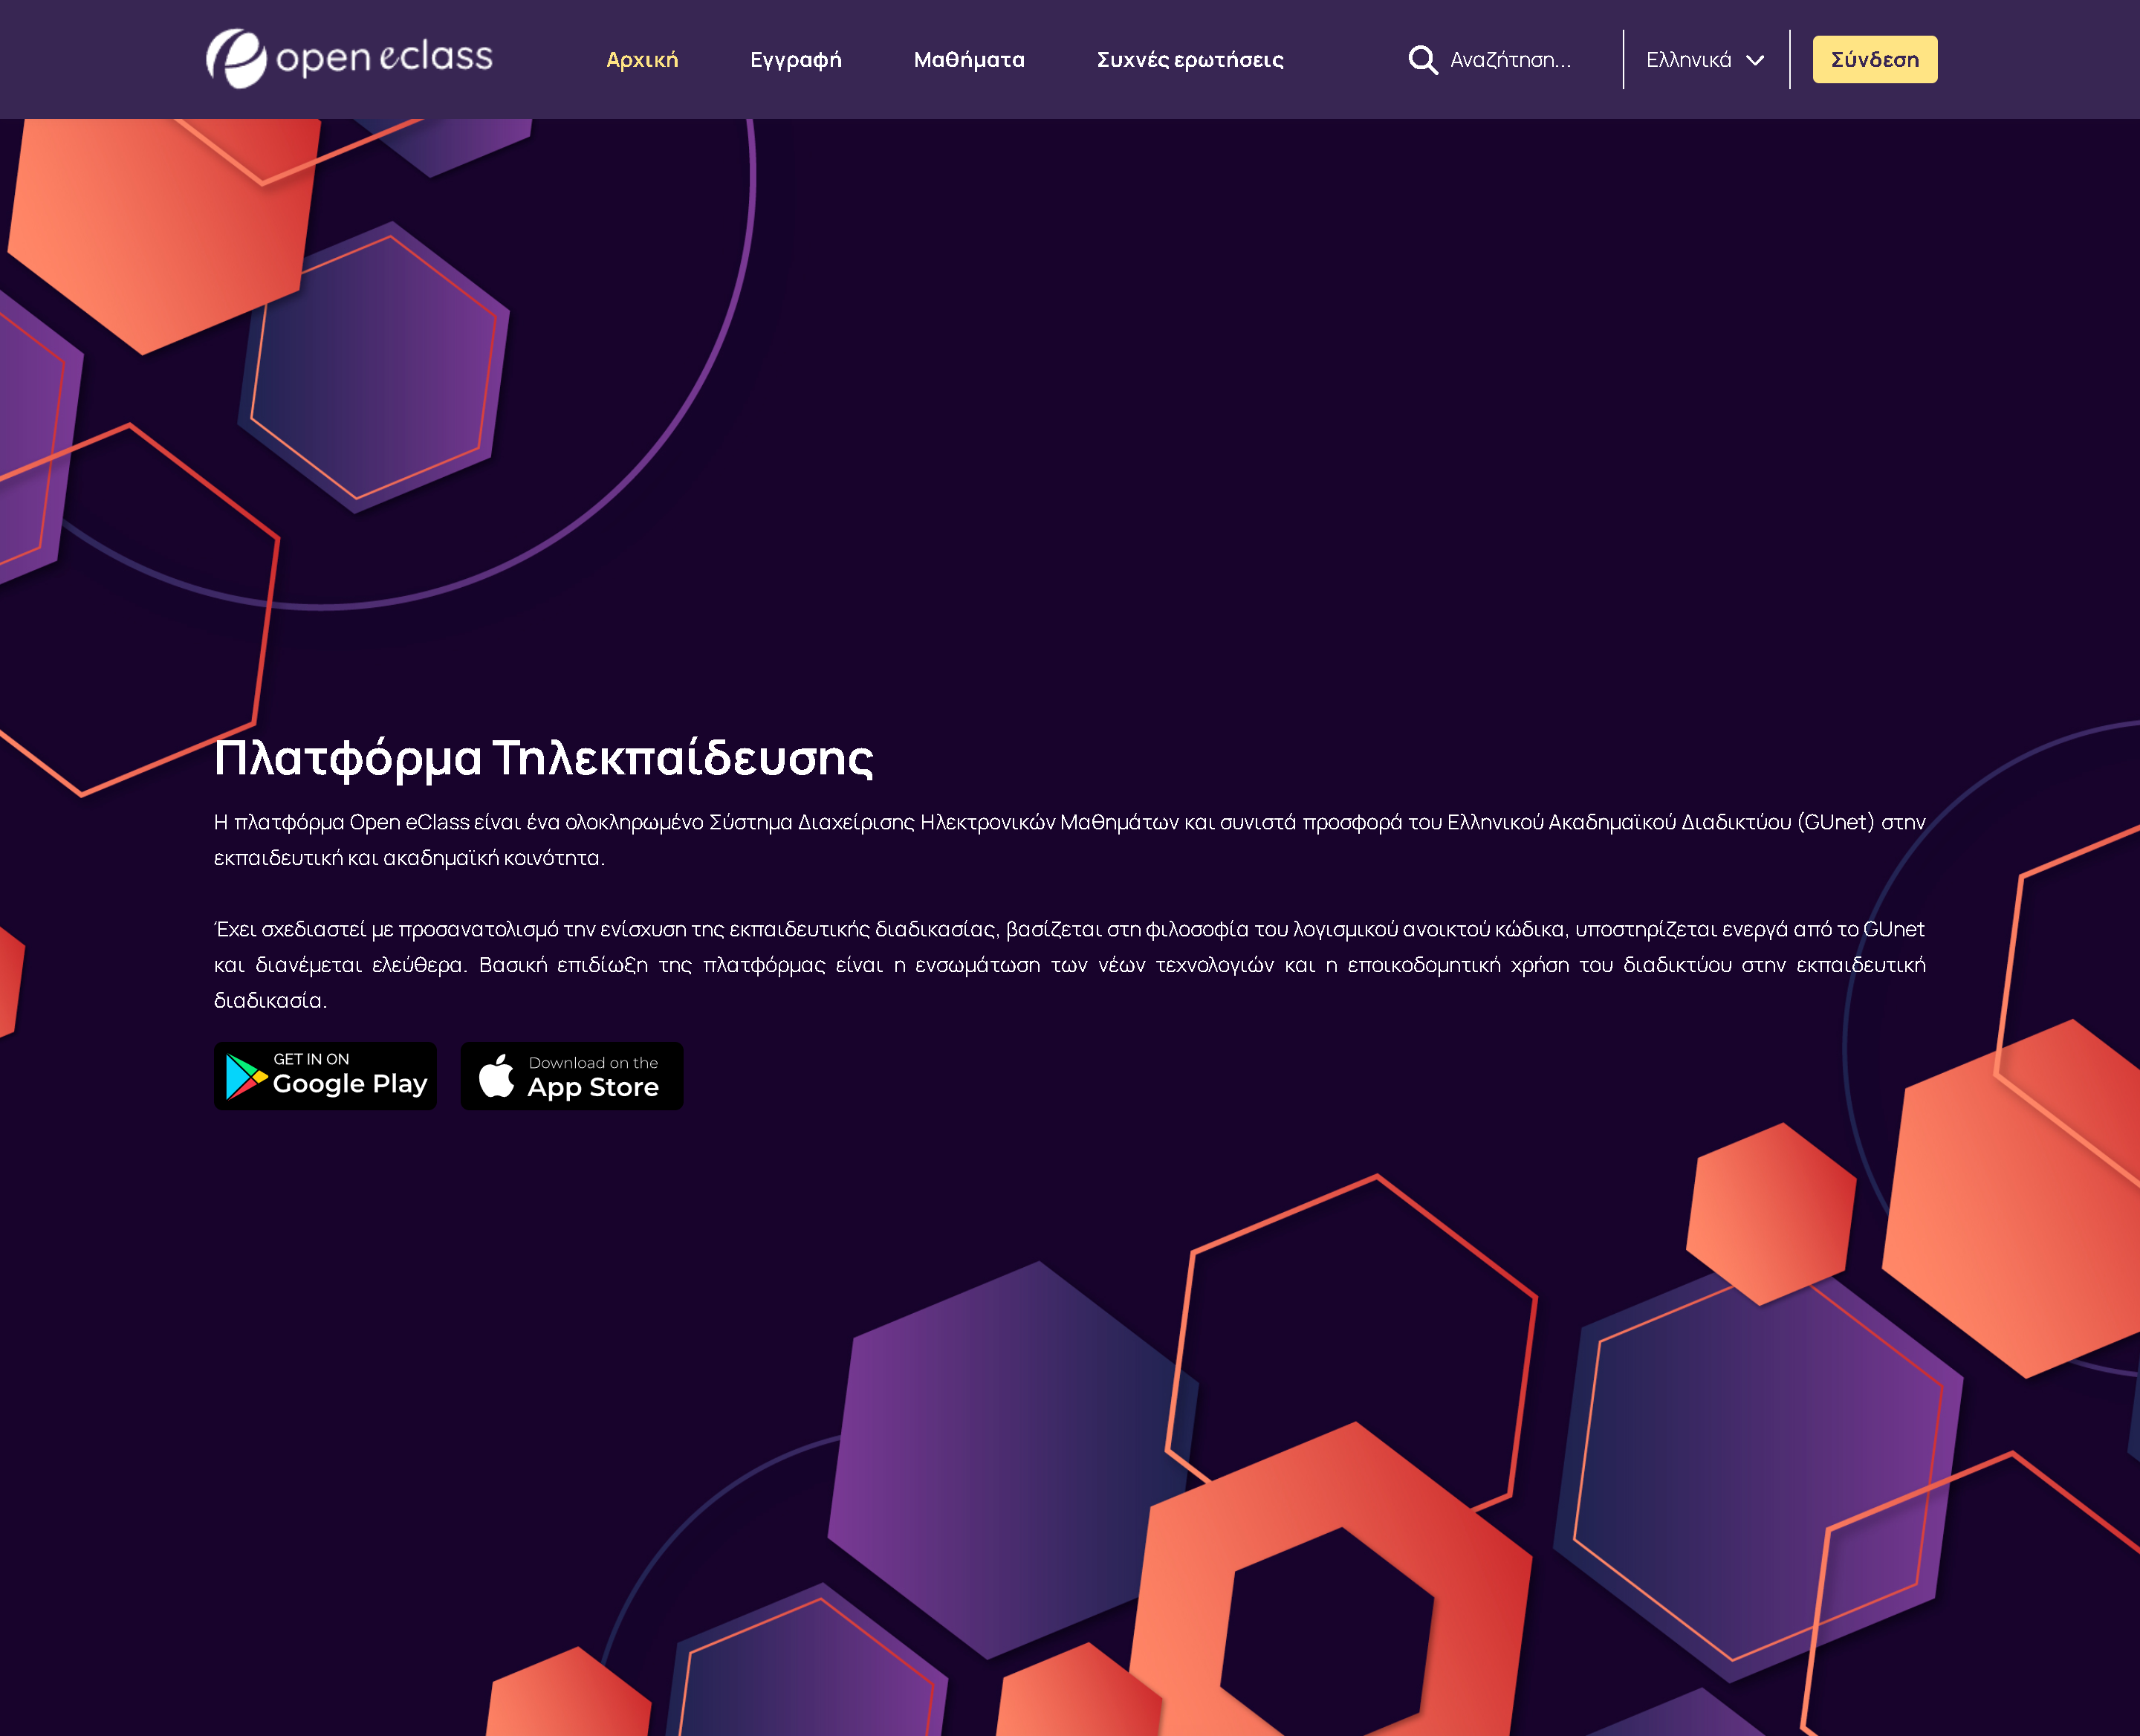 open eclass
Αρχική
Εγγραφή
Μαθήματα
Συχνές ερωτήσεις
Αναζήτηση...
Ελληνικά
Σύνδεση
Πλατφόρμα Τηλεκπαίδευσης
Η πλατφόρμα Open eClass είναι ένα ολοκληρωμένο Σύστημα Διαχείρισης Ηλεκτρονικών Μαθημάτων και συνιστά προσφορά του Ελληνικού Ακαδημαϊκού Διαδικτύου (GUnet) στην
εκπαιδευτική και ακαδημαϊκή κοινότητα.
Έχει σχεδιαστεί με προσανατολισμό την ενίσχυση της εκπαιδευτικής διαδικασίας, βασίζεται στη φιλοσοφία του λογισμικού ανοικτού κώδικα, υποστηρίζεται ενεργά από το GUnet
και διανέμεται ελεύθερα. Βασική επιδίωξη της πλατφόρμας είναι η ενσωμάτωση των νέων τεχνολογιών και η εποικοδομητική χρήση του διαδικτύου στην εκπαιδευτική
διαδικασία.
GET IN ON
Google Play
Download on the
App Store